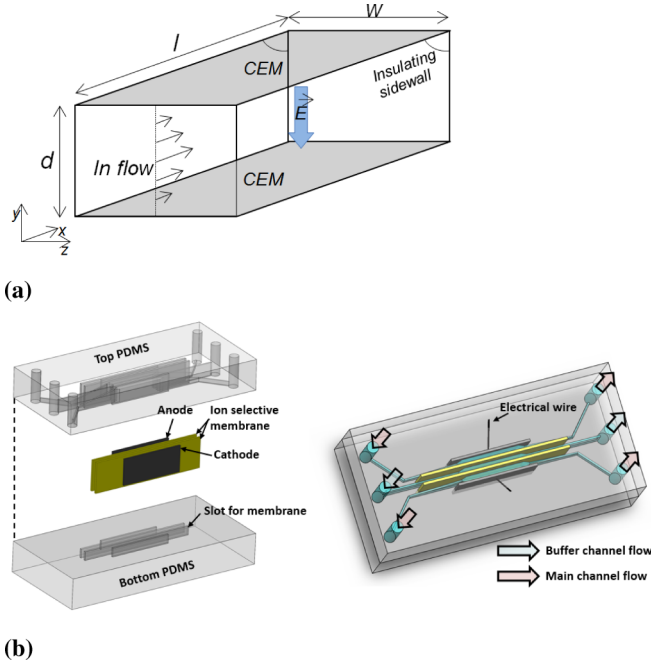 l
W
CEM
Insulating
sidewall
E
d
In flow
CEM
y
x
z
(a)
Top PDMS
Anode
Ion selective
membrane
Cathode
Slot for membrane
Bottom PDMS
Electrical wire
Buffer channel flow
Main channel flow
(b)